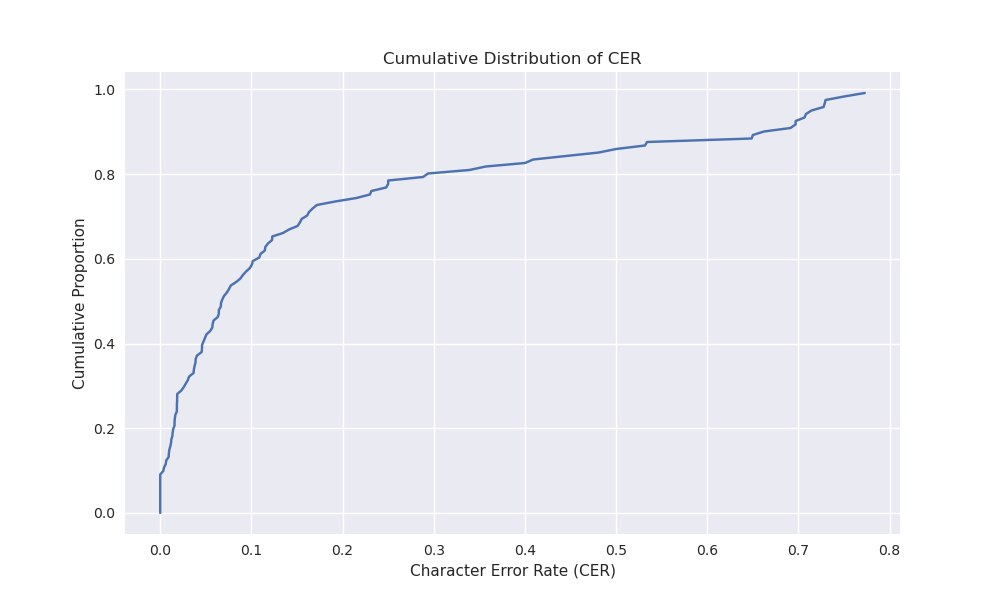 Cumulative Distribution of CER
1.0
0.8
0.6
0.4
0.2
0.0
Cumulative Proportion
0.0 0.1 0.2 0.3 0.4 0.5 0.6 0.7 0.8
Character Error Rate (CER)